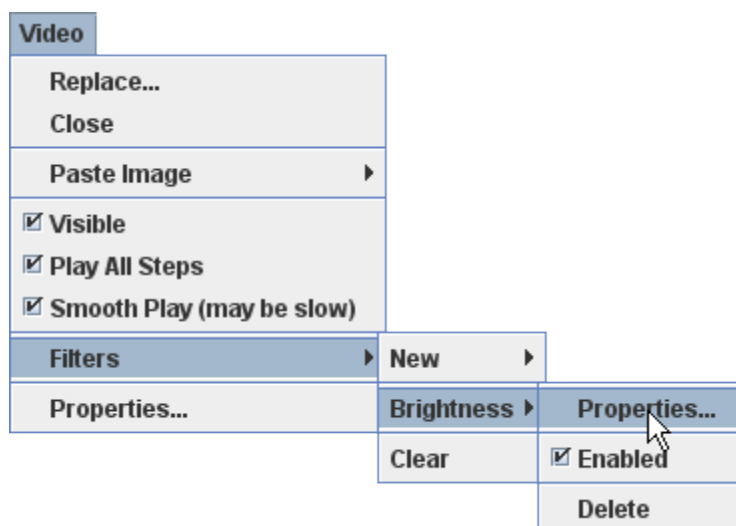 Video
Replace...
Close
Paste Image
Visible
Play All Steps
Smooth Play (may be slow)
Filters
New
Properties...
Brightness
Properties...
Clear
Enabled
Delete